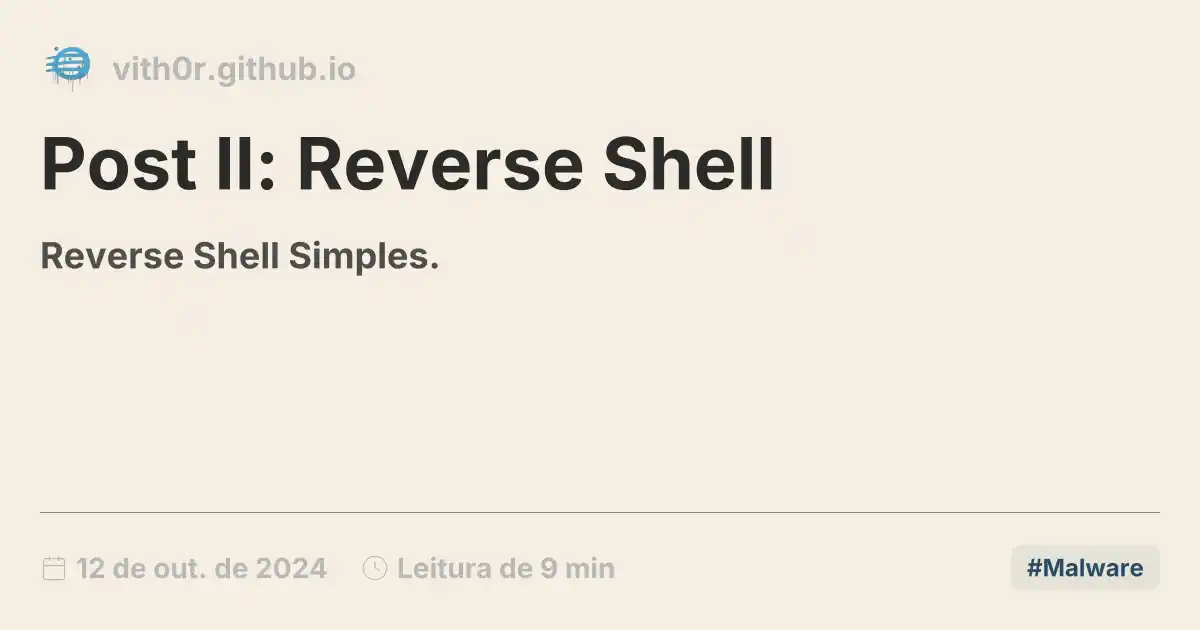 vith0r.github.io
Post II: Reverse Shell
Reverse Shell Simples.
12 de out. de 2024
Leitura de 9 min
#Malware